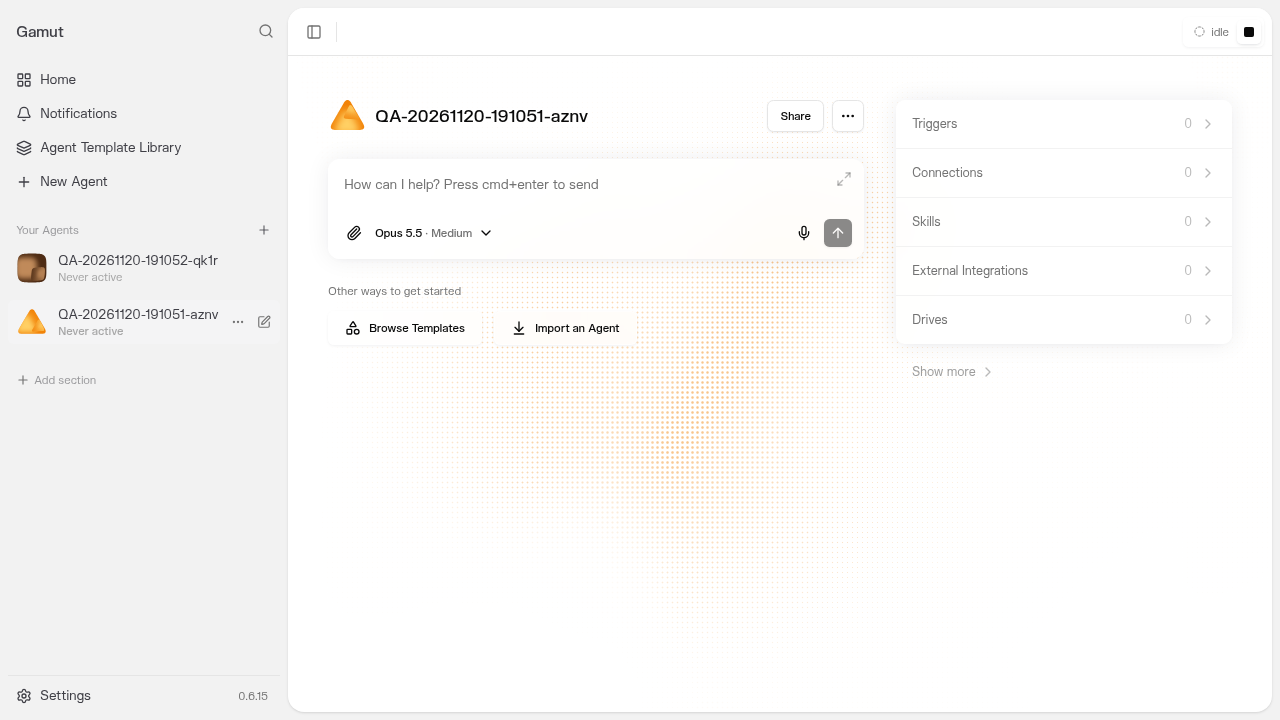 Gamut
Home
Notifications
Agent Template Library
New Agent
Your Agents
QA-20261120-191052-qk1r
Never active
QA-20261120-191051-aznv
Never active
Add section
Settings
0.6.15
idle
QA-20261120-191051-aznv
Share
How can I help? Press cmd+enter to send
Opus 5.5 · Medium
Other ways to get started
Browse Templates
Import an Agent
Triggers 0
Connections 0
Skills 0
External Integrations 0
Drives 0
Show more